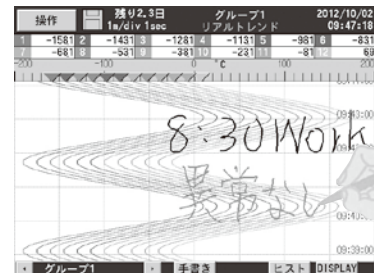 操作 残り2.3日 グループ1 2012/10/02
1m/div 1sec リアルトレンド 09:47:18
1 -1581 2 -1431 3 -1281 4 -1131 5 -981 6 -831
7 -681 8 -531 9 -381 10 -231 11 -81 12 69
-200 -100 0 °C 100 200
09:43:00
8:30 Work
異常なし
09:40:
09:39:00
グループ1 手書き ヒスト DISPLAY